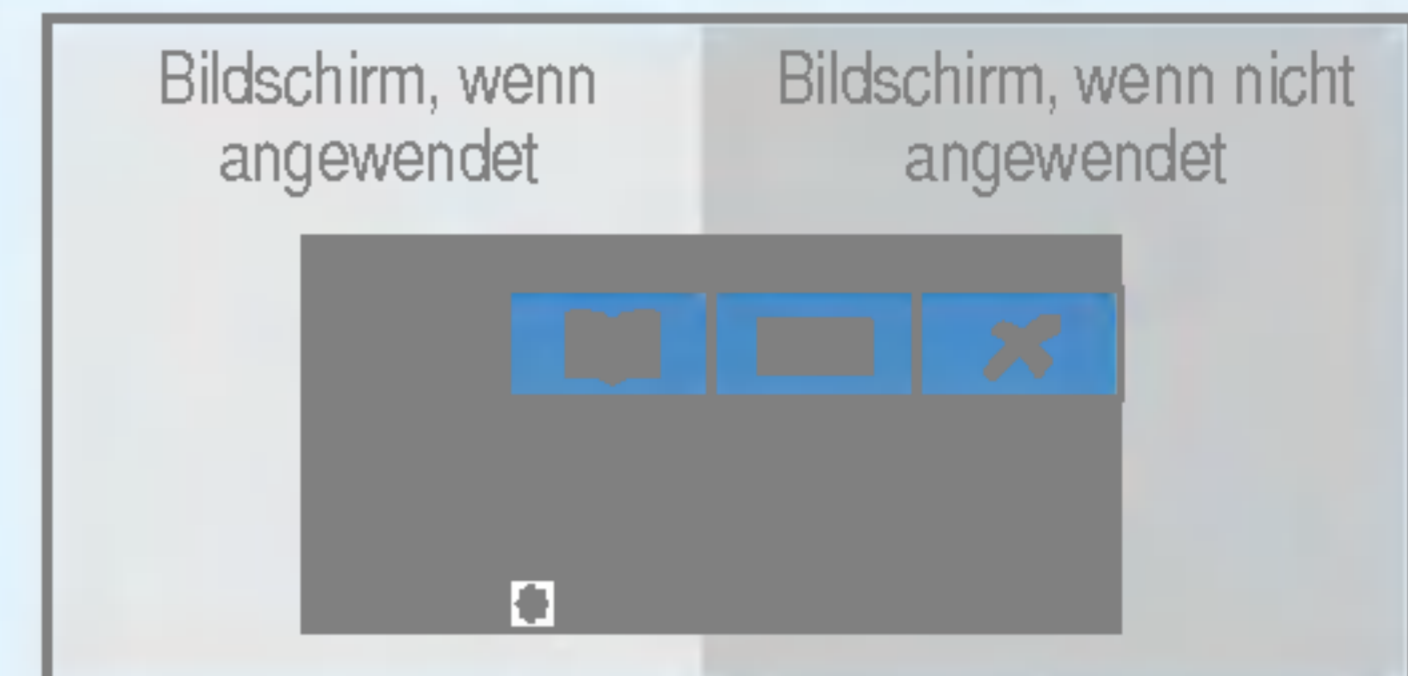 Bildschirm, wenn
angewendet
Bildschirm, wenn nicht
angewendet